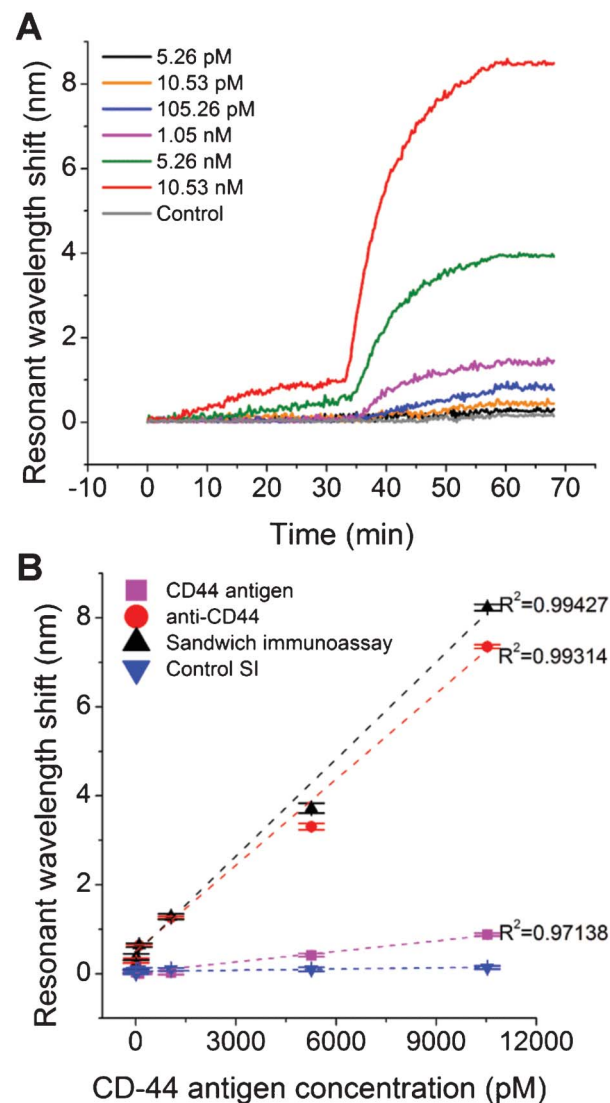 A
Resonant wavelength shift (nm)
8
6
4
2
0
5.26 pM
10.53 pM
105.26 pM
1.05 nM
5.26 nM
10.53 nM
Control
-10 0 10 20 30 40 50 60 70
Time (min)
B
Resonant wavelength shift (nm)
8
6
4
2
0
CD44 antigen
anti-CD44
Sandwich immunoassay
Control SI
R²=0.99427
R²=0.99314
R²=0.97138
0 3000 6000 9000 12000
CD-44 antigen concentration (pM)